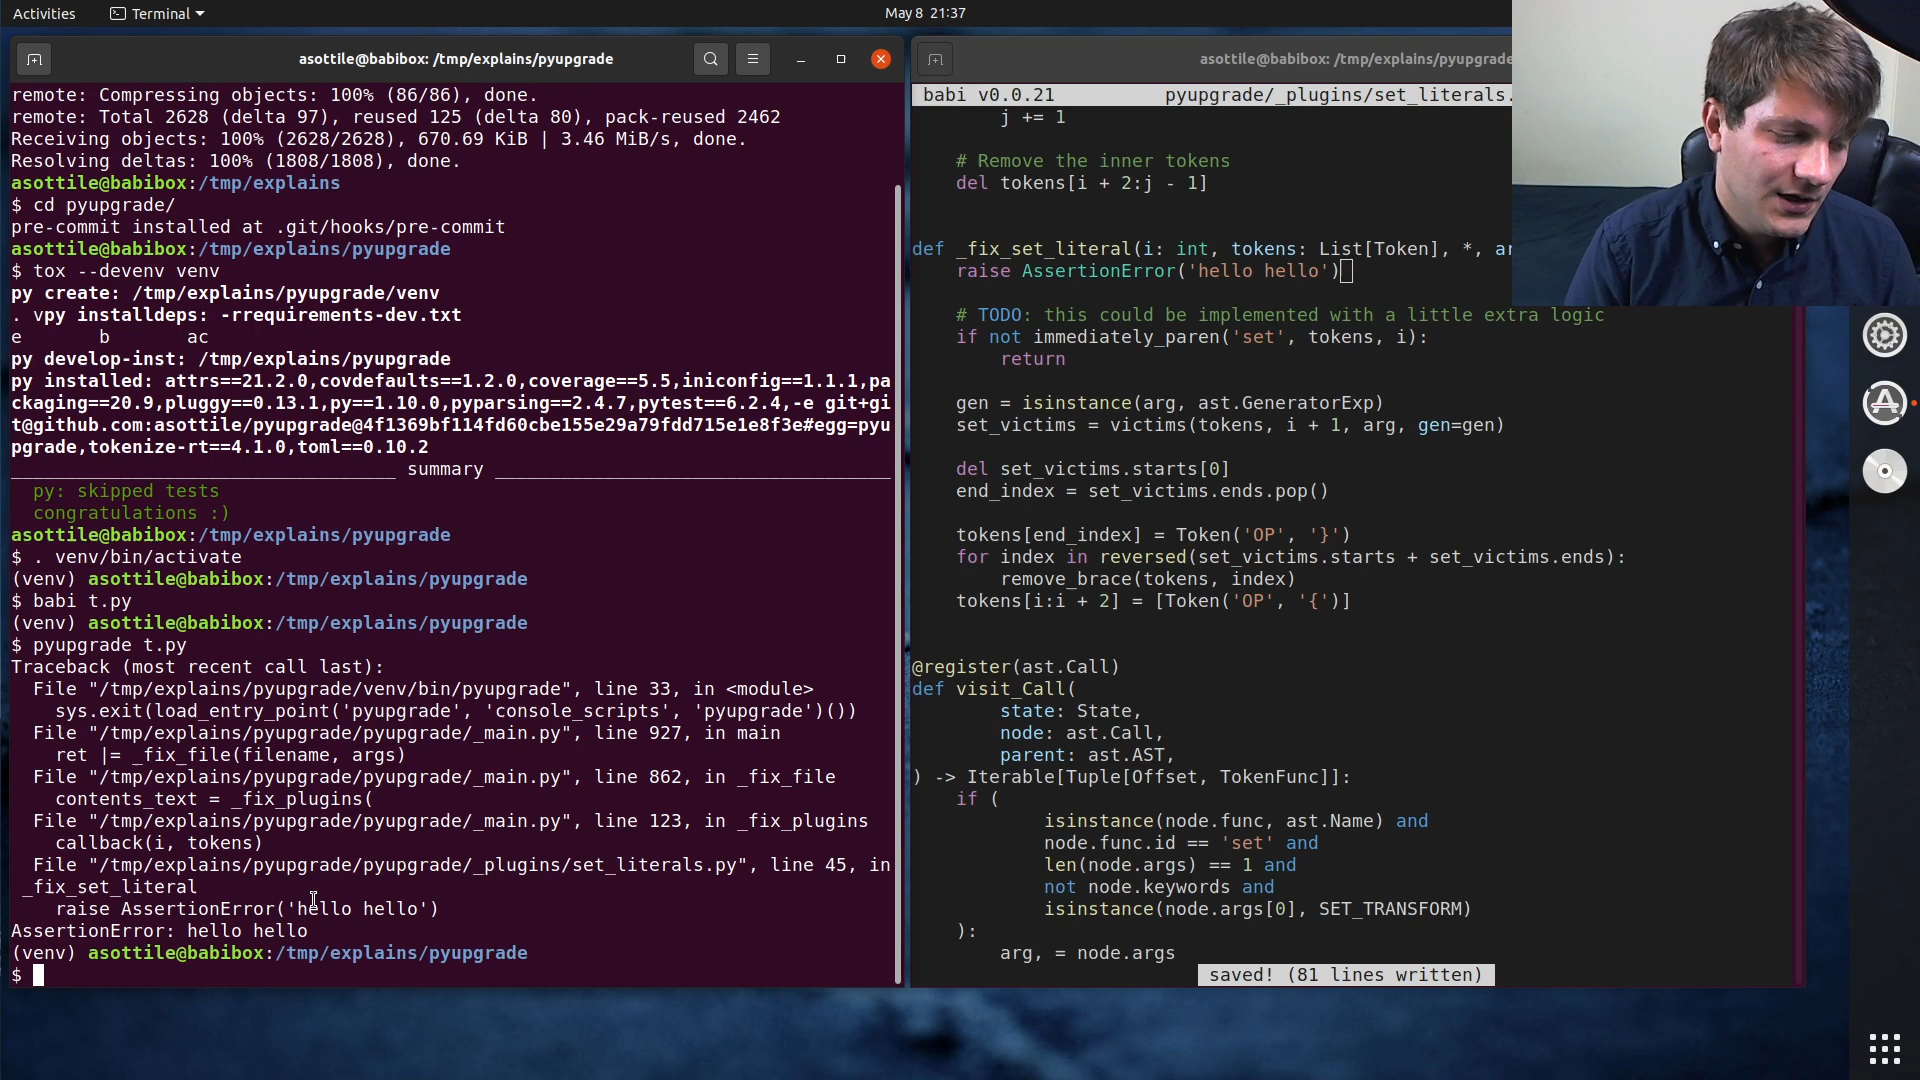 Activities
Terminal
May 8 21:37
asottile@babibox: /tmp/explains/pyupgrade
remote: Compressing objects: 100% (86/86), done.
remote: Total 2628 (delta 97), reused 125 (delta 80), pack-reused 2462
Receiving objects: 100% (2628/2628), 670.69 KiB | 3.46 MiB/s, done.
Resolving deltas: 100% (1808/1808), done.
asottile@babibox:/tmp/explains
$ cd pyupgrade/
pre-commit installed at .git/hooks/pre-commit
asottile@babibox:/tmp/explains/pyupgrade
$ tox --devenv venv
py create: /tmp/explains/pyupgrade/venv
. vpy installdeps: -rrequirements-dev.txt
e       b       ac
py develop-inst: /tmp/explains/pyupgrade
py installed: attrs==21.2.0,covdefaults==1.2.0,coverage==5.5,iniconfig==1.1.1,pa
ckaging==20.9,pluggy==0.13.1,py==1.10.0,pyparsing==2.4.7,pytest==6.2.4,-e git+gi
t@github.com:asottile/pyupgrade@4f1369bf114fd60cbe155e29a79fdd715e1e8f3e#egg=pyu
pgrade,tokenize-rt==4.1.0,toml==0.10.2
___________________________________ summary ____________________________________
  py: skipped tests
  congratulations :)
asottile@babibox:/tmp/explains/pyupgrade
$ . venv/bin/activate
(venv) asottile@babibox:/tmp/explains/pyupgrade
$ babi t.py
(venv) asottile@babibox:/tmp/explains/pyupgrade
$ pyupgrade t.py
Traceback (most recent call last):
  File "/tmp/explains/pyupgrade/venv/bin/pyupgrade", line 33, in <module>
    sys.exit(load_entry_point('pyupgrade', 'console_scripts', 'pyupgrade')())
  File "/tmp/explains/pyupgrade/pyupgrade/_main.py", line 927, in main
    ret |= _fix_file(filename, args)
  File "/tmp/explains/pyupgrade/pyupgrade/_main.py", line 862, in _fix_file
    contents_text = _fix_plugins(
  File "/tmp/explains/pyupgrade/pyupgrade/_main.py", line 123, in _fix_plugins
    callback(i, tokens)
  File "/tmp/explains/pyupgrade/pyupgrade/_plugins/set_literals.py", line 45, in
 _fix_set_literal
    raise AssertionError('hello hello')
AssertionError: hello hello
(venv) asottile@babibox:/tmp/explains/pyupgrade
$
asottile@babibox: /tmp/explains/pyupgrade
babi v0.0.21          pyupgrade/_plugins/set_literals.
        j += 1

    # Remove the inner tokens
    del tokens[i + 2:j - 1]

def _fix_set_literal(i: int, tokens: List[Token], *, ar
    raise AssertionError('hello hello')

    # TODO: this could be implemented with a little extra logic
    if not immediately_paren('set', tokens, i):
        return

    gen = isinstance(arg, ast.GeneratorExp)
    set_victims = victims(tokens, i + 1, arg, gen=gen)

    del set_victims.starts[0]
    end_index = set_victims.ends.pop()

    tokens[end_index] = Token('OP', '}')
    for index in reversed(set_victims.starts + set_victims.ends):
        remove_brace(tokens, index)
    tokens[i:i + 2] = [Token('OP', '{')]

@register(ast.Call)
def visit_Call(
        state: State,
        node: ast.Call,
        parent: ast.AST,
) -> Iterable[Tuple[Offset, TokenFunc]]:
    if (
            isinstance(node.func, ast.Name) and
            node.func.id == 'set' and
            len(node.args) == 1 and
            not node.keywords and
            isinstance(node.args[0], SET_TRANSFORM)
    ):
        arg, = node.args
saved! (81 lines written)